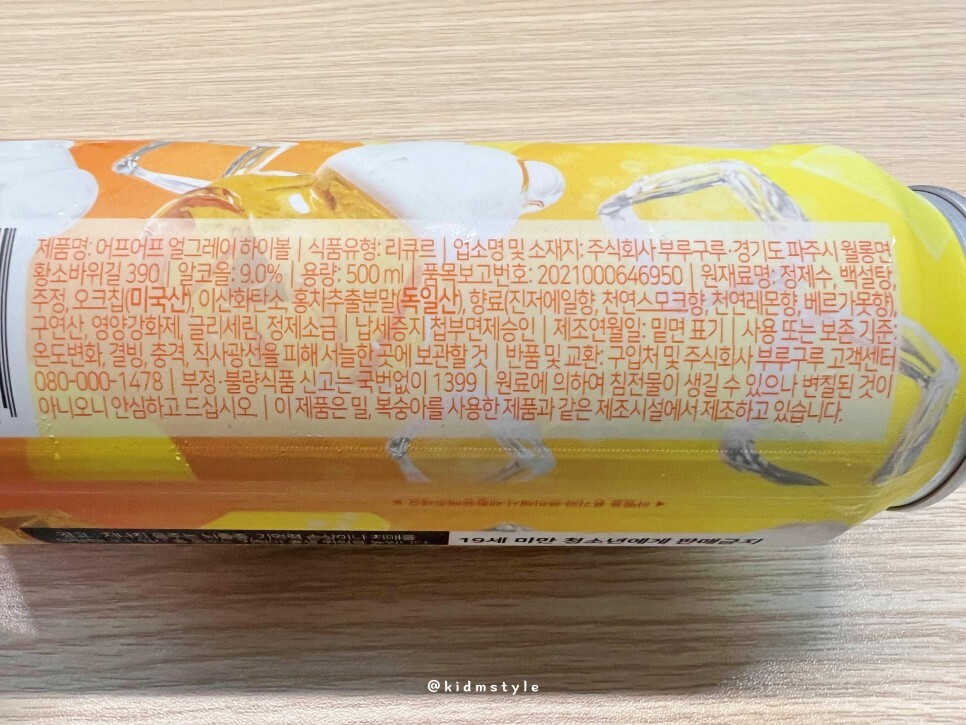 제품명: 어프어프 얼그레이 하이볼 | 식품유형: 리큐르 | 업소명 및 소재지: 주식회사 부루구루·경기도 파주시 월롱면
황소바위길 390 | 알코올: 9.0% | 용량: 500 ml | 품목보고번호: 2021000646950 | 원재료명: 정제수, 백설탕,
주정, 오크칩(미국산), 이산화탄소, 홍차추출분말(독일산), 향료(진저에일향, 천연스모크향, 천연레몬향, 베르가못향),
구연산, 영양강화제, 글리세린, 정제소금 | 납세증지 첩부면제승인 | 제조연월일: 밑면 표기 | 사용 또는 보존 기준:
온도변화, 결빙, 충격, 직사광선을 피해 서늘한 곳에 보관할 것 | 반품 및 교환: 구입처 및 주식회사 부루구루 고객센터
080-000-1478 | 부정·불량식품 신고는 국번없이 1399 | 원료에 의하여 침전물이 생길 수 있으나 변질된 것이
아니오니 안심하고 드십시오 | 이 제품은 밀, 복숭아를 사용한 제품과 같은 제조시설에서 제조하고 있습니다.
19세 미만 청소년에게 판매금지
@kidmstyle